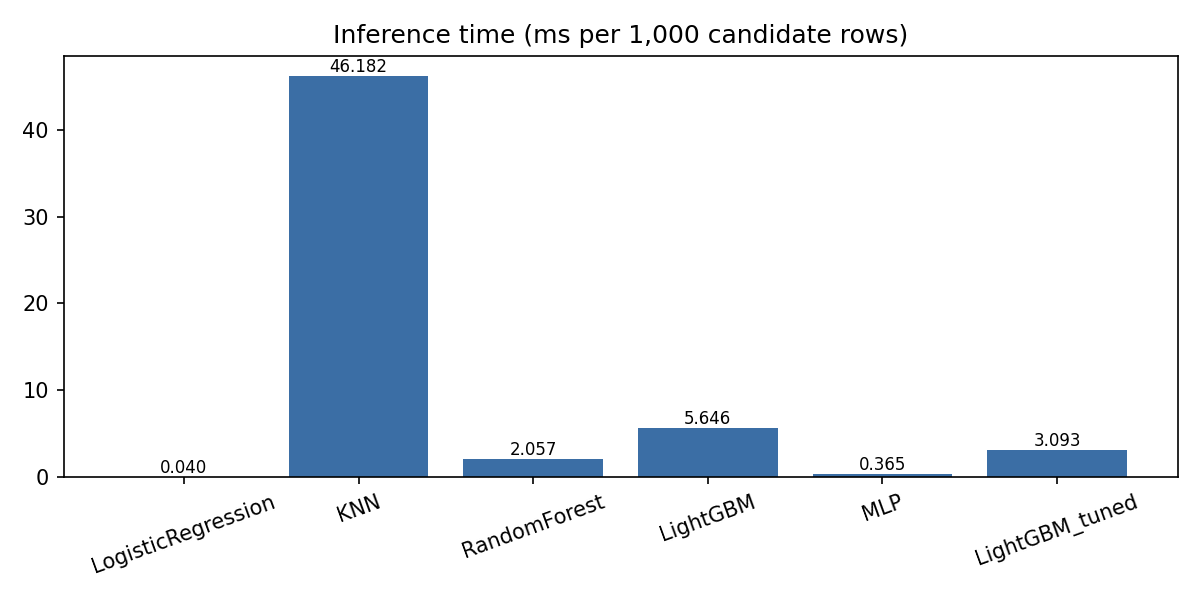 Inference time (ms per 1,000 candidate rows)
46.182
40
30
20
10
5.646
3.093
2.057
0.365
0.040
0
LogisticRegression
KNN
RandomForest
LightGBM
MLP
LightGBM_tuned